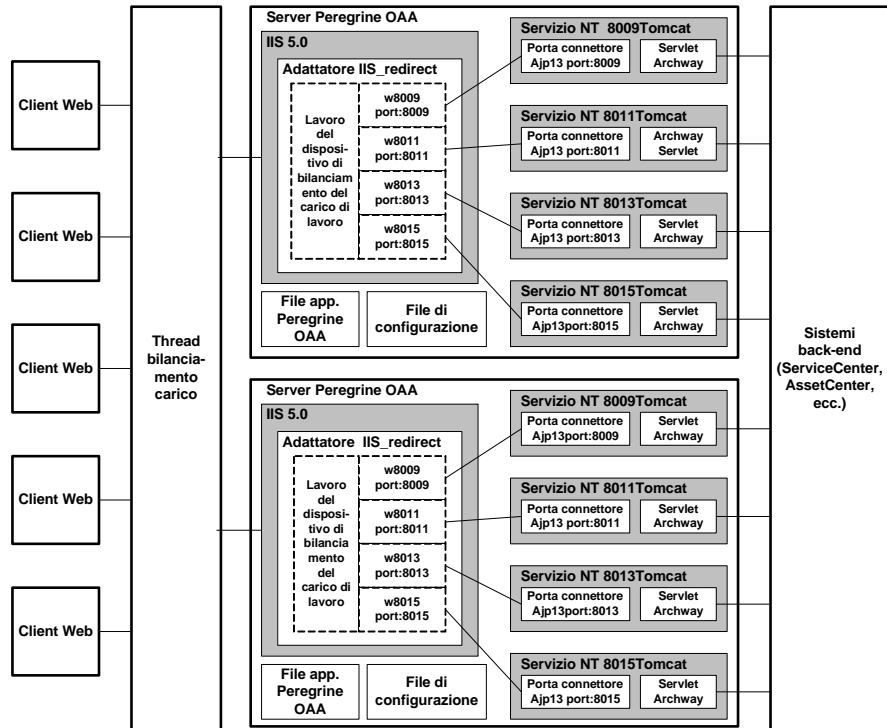 Client Web
Client Web
Client Web
Client Web
Client Web
Thread
bilancia-
mento
carico
Server Peregrine OAA
IIS 5.0
Adattatore IIS_redirect
Lavoro
del
disposi-
tivo di
bilanciam
ento del
carico di
lavoro
w8009
port:8009
w8011
port:8011
w8013
port:8013
w8015
port:8015
File app.
Peregrine
OAA
File di
configurazione
Servizio NT 8009Tomcat
Porta connettore
Ajp13 port:8009
Servlet
Archway
Servizio NT 8011Tomcat
Porta connettore
Ajp13 port:8011
Archway
Servlet
Servizio NT 8013Tomcat
Porta connettore
Ajp13 port:8013
Servlet
Archway
Servizio NT 8015Tomcat
Porta connettore
Ajp13port:8015
Servlet
Archway
Server Peregrine OAA
IIS 5.0
Adattatore IIS_redirect
Lavoro
del
disposi-
tivo di
bilancia
mento
del
carico di
lavoro
w8009
port:8009
w8011
port:8011
w8013
port:8013
w8015
port:8015
File app.
Peregrine
OAA
File di
configurazione
Servizio NT 8009Tomcat
Porta connettore
Ajp13port:8009
Servlet
Archway
Servizio NT 8011Tomcat
Porta connettore
Ajp13 port:8011
Servlet
Archway
Servizio NT 8013Tomcat
Porta connettore
Ajp13port:8013
Servlet
Archway
Servizio NT 8015Tomcat
Porta connettore
Ajp13 port:8015
Servlet
Archway
Sistemi
back-end
(ServiceCenter,
AssetCenter,
ecc.)